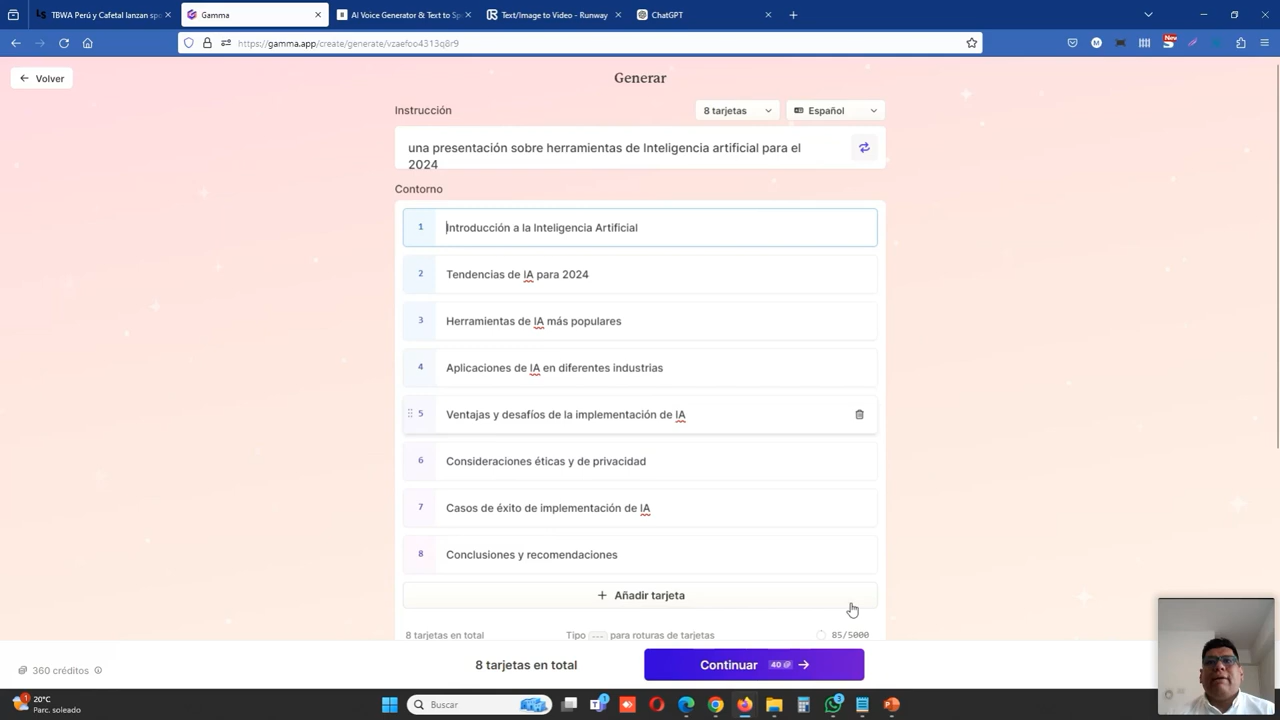 TBWA Perú y Cafetal lanzan spo
Gamma
AI Voice Generator & Text to Sp
Text/Image to Video - Runway
ChatGPT
https://gamma.app/create/generate/vzaefoo4313q8r9
New
Volver
Generar
Instrucción
8 tarjetas
Español
una presentación sobre herramientas de Inteligencia artificial para el
2024
Contorno
1 Introducción a la Inteligencia Artificial
2 Tendencias de IA para 2024
3 Herramientas de IA más populares
4 Aplicaciones de IA en diferentes industrias
5 Ventajas y desafíos de la implementación de IA
6 Consideraciones éticas y de privacidad
7 Casos de éxito de implementación de IA
8 Conclusiones y recomendaciones
+ Añadir tarjeta
8 tarjetas en total
Tipo --- para roturas de tarjetas
85/5000
360 créditos
8 tarjetas en total
Continuar 40
20°C
Parc. soleado
Buscar